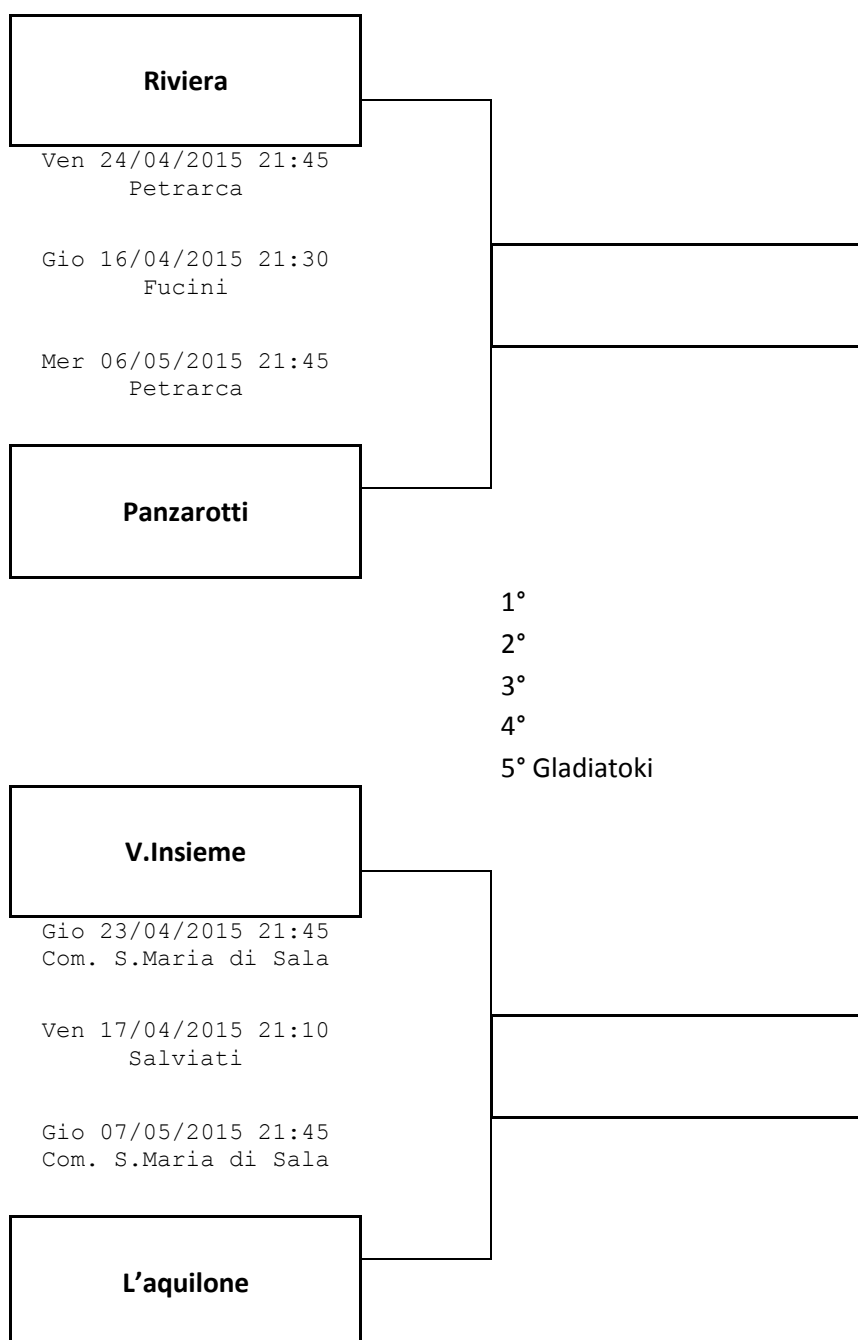 Riviera
Ven 24/04/2015 21:45
Petrarca
Gio 16/04/2015 21:30
Fucini
Mer 06/05/2015 21:45
Petrarca
Panzarotti
1°
2°
3°
4°
5° Gladiatoki
V.Insieme
Gio 23/04/2015 21:45
Com. S.Maria di Sala
Ven 17/04/2015 21:10
Salviati
Gio 07/05/2015 21:45
Com. S.Maria di Sala
L’aquilone